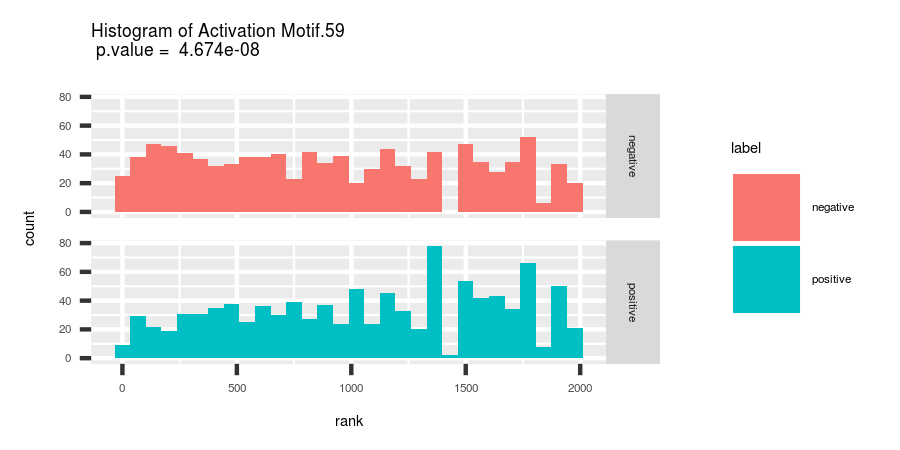 Histogram of Activation Motif.59
p.value = 4.674e-08
count
80
60
40
20
0
negative
80
60
40
20
0
positive
0
500
1000
1500
2000
rank
label
negative
positive